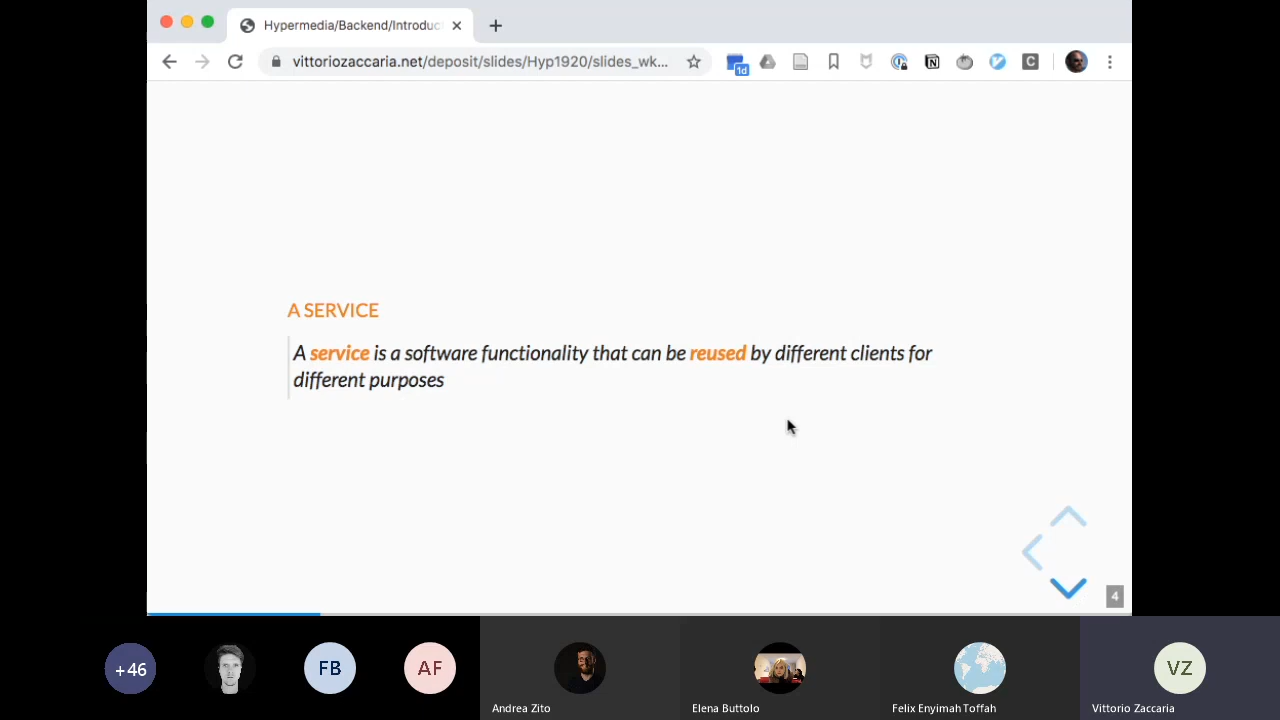 Hypermedia/Backend/Introduc
vittoriozaccaria.net/deposit/slides/Hyp1920/slides_wk...
1d
C
A SERVICE
A service is a software functionality that can be reused by different clients for
different purposes
4
+46
FB
AF
VZ
Andrea Zito
Elena Buttolo
Felix Enyimah Toffah
Vittorio Zaccaria